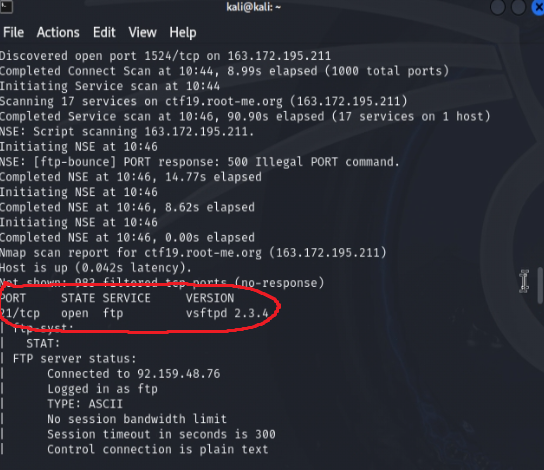 kali@kali: ~
File Actions Edit View Help
Discovered open port 1524/tcp on 163.172.195.211
Completed Connect Scan at 10:44, 8.99s elapsed (1000 total ports)
Initiating Service scan at 10:44
Scanning 17 services on ctf19.root-me.org (163.172.195.211)
Completed Service scan at 10:46, 90.90s elapsed (17 services on 1 host)
NSE: Script scanning 163.172.195.211.
Initiating NSE at 10:46
NSE: [ftp-bounce] PORT response: 500 Illegal PORT command.
Completed NSE at 10:46, 14.77s elapsed
Initiating NSE at 10:46
Completed NSE at 10:46, 8.62s elapsed
Initiating NSE at 10:46
Completed NSE at 10:46, 0.00s elapsed
Nmap scan report for ctf19.root-me.org (163.172.195.211)
Host is up (0.042s latency).
Not shown: 983 filtered tcp ports (no-response)
PORT STATE SERVICE VERSION
21/tcp open ftp vsftpd 2.3.4
| ftp-syst:
| STAT:
| FTP server status:
| Connected to 92.159.48.76
| Logged in as ftp
| TYPE: ASCII
| No session bandwidth limit
| Session timeout in seconds is 300
| Control connection is plain text